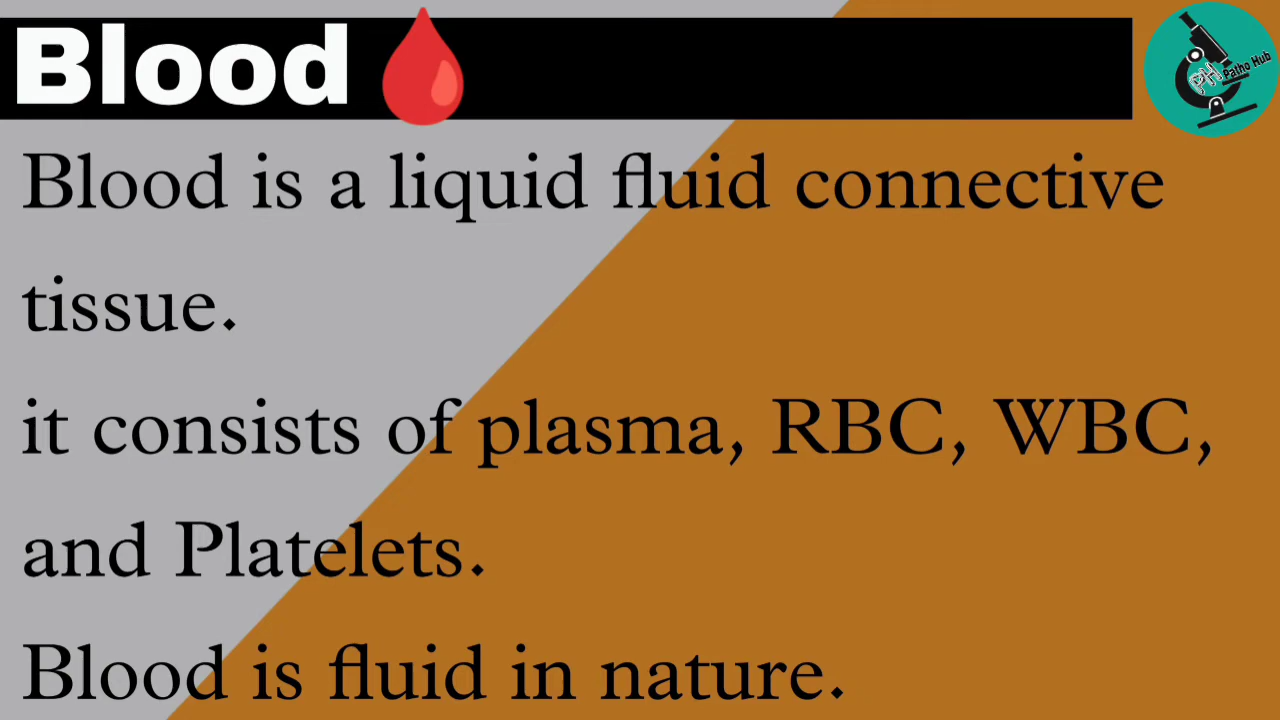 Blood🩸
PH Patho Hub
Blood is a liquid fluid connective
tissue.
it consists of plasma, RBC, WBC,
and Platelets.
Blood is fluid in nature.